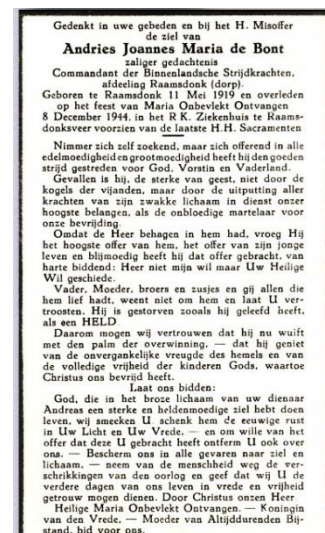 Gedenkt in uwe gebeden en bij het H. Misoffer
de ziel van
Andries Joannes Maria de Bont
zaliger gedachtenis
Commandant der Binnenlandsche Strijdkrachten,
afdeeling Raamsdonk (dorp).
Geboren te Raamsdonk 11 Mei 1919 en overleden
op het feest van Maria Onbevlekt Ontvangen
8 December 1944, in het R K. Ziekenhuis te Raams-
donksveer voorzien van de laatste H.H. Sacramenten
Nimmer zich zelf zoekend, maar zich offerend in alle
edelmoedigheid en grootmoedigheid heeft hij den goeden
strijd gestreden voor God, Vorstin en Vaderland.
Gevallen is hij, de sterke van geest, niet door de
kogels der vijanden, maar door de uitputting aller
krachten van zijn zwakke lichaam in dienst onzer
hoogste belangen, als de onbloedige martelaar voor
onze bevrijding.
Omdat de Heer behagen in hem had, vroeg Hij
het hoogste offer van hem, het offer van zijn jonge
leven en blijmoedig heeft hij dat offer gebracht, van
harte biddend: Heer niet mijn wil maar Uw Heilige
Wil geschiede.
Vader, Moeder, broers en zusjes en gij allen die
hem lief hadt, weent niet om hem en laat U ver-
troosten. Hij is gestorven zooals hij geleefd heeft,
als een HELD
Daarom mogen wij vertrouwen dat hij nu wuift
met den palm der overwinning, — dat hij geniet
van de onvergankelijke vreugde des hemels en van
de volledige vrijheid der kinderen Gods, waartoe
Christus ons bevrijd heeft.
Laat ons bidden:
God, die in het broze lichaam van uw dienaar
Andreas een sterke en heldenmoedige ziel hebt doen
leven, wij smeeken U schenk hem de eeuwige rust
in Uw Licht en Uw Vrede, — en om wille van het
offer dat deze U gebracht heeft ontferm U ook over
ons. — Bescherm ons in alle gevaren naar ziel en
lichaam, — neem van de menschheid weg de ver-
schrikkingen van den oorlog en geef dat wij U de
verdere dagen van ons leven in vrede en vrijheid
getrouw mogen dienen. Door Christus onzen Heer
Heilige Maria Onbevlekt Ontvangen. — Koningin
van den Vrede. — Moeder van Altijddurenden Bij-
stand, bid voor ons.